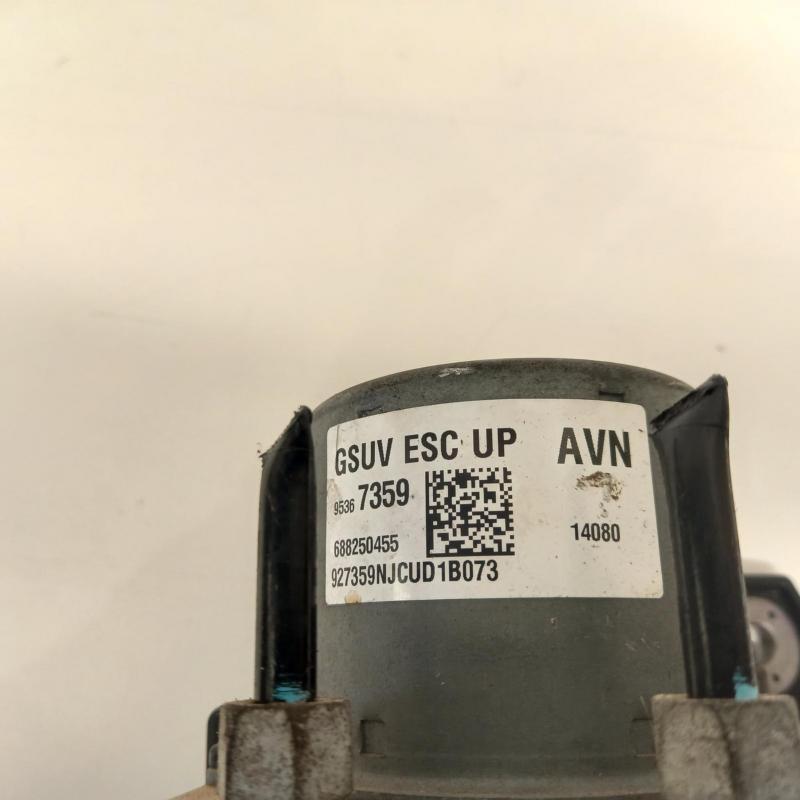 GSUV ESC UP AVN
9536 7359
688250455 14080
927359NJCUD1B073